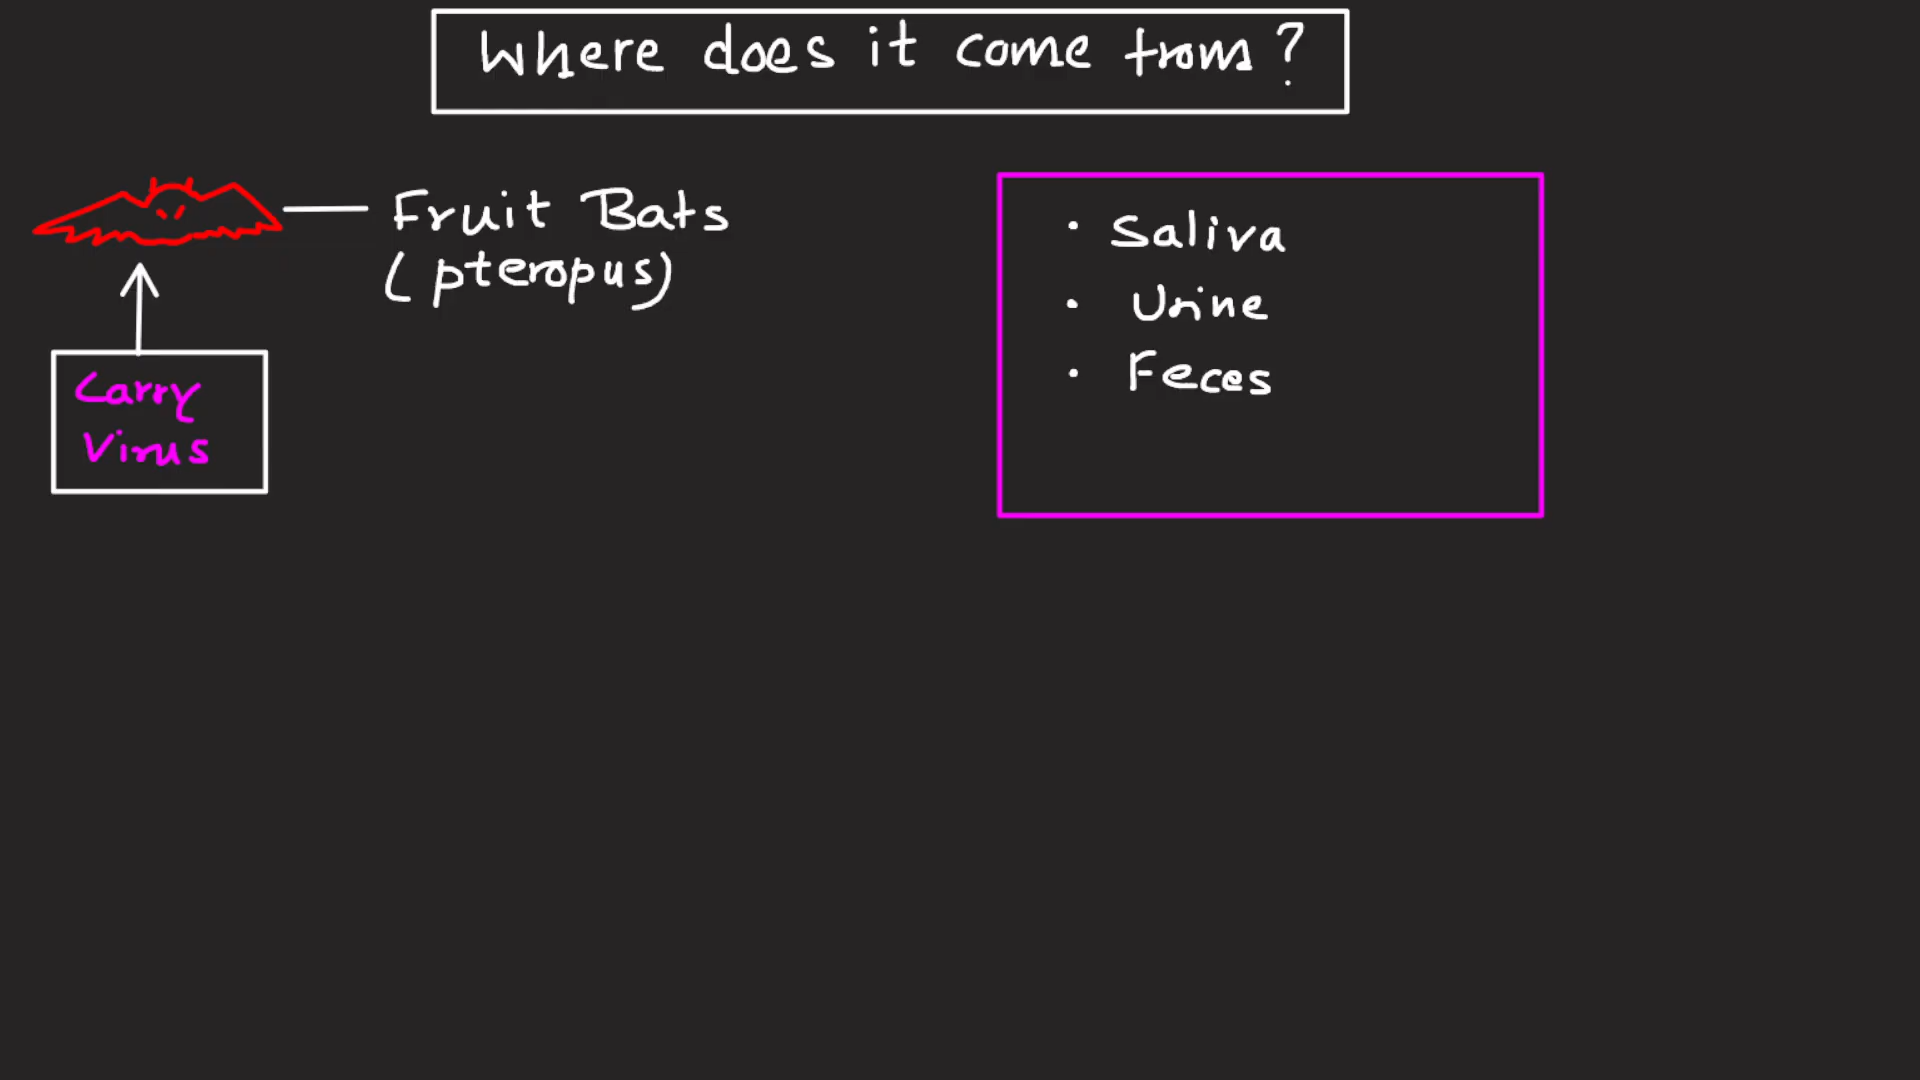 Where does it come from?
Fruit Bats
(pteropus)
Carry
Virus
• Saliva
• Urine
• Feces